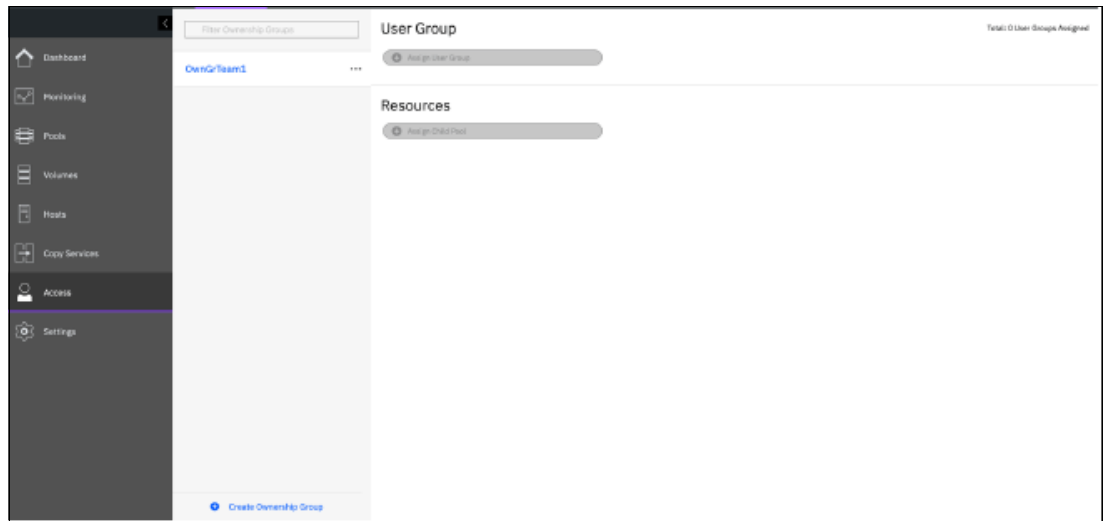 Dashboard
Monitoring
Pools
Volumes
Hosts
Copy Services
Access
Settings
Filter Ownership Groups
OwnGrTeam1
Create Ownership Group
User Group
Total: 0 User Groups Assigned
Assign User Group
Resources
Assign Child Pool